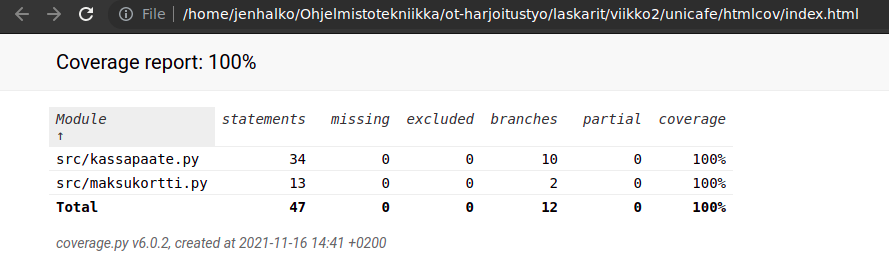 File /home/jenhalko/Ohjelmistotekniikka/ot-harjoitustyo/laskarit/viikko2/unicafe/htmlcov/index.html
Coverage report: 100%
Module ↑ statements missing excluded branches partial coverage
src/kassapaate.py 34 0 0 10 0 100%
src/maksukortti.py 13 0 0 2 0 100%
Total 47 0 0 12 0 100%
coverage.py v6.0.2, created at 2021-11-16 14:41 +0200